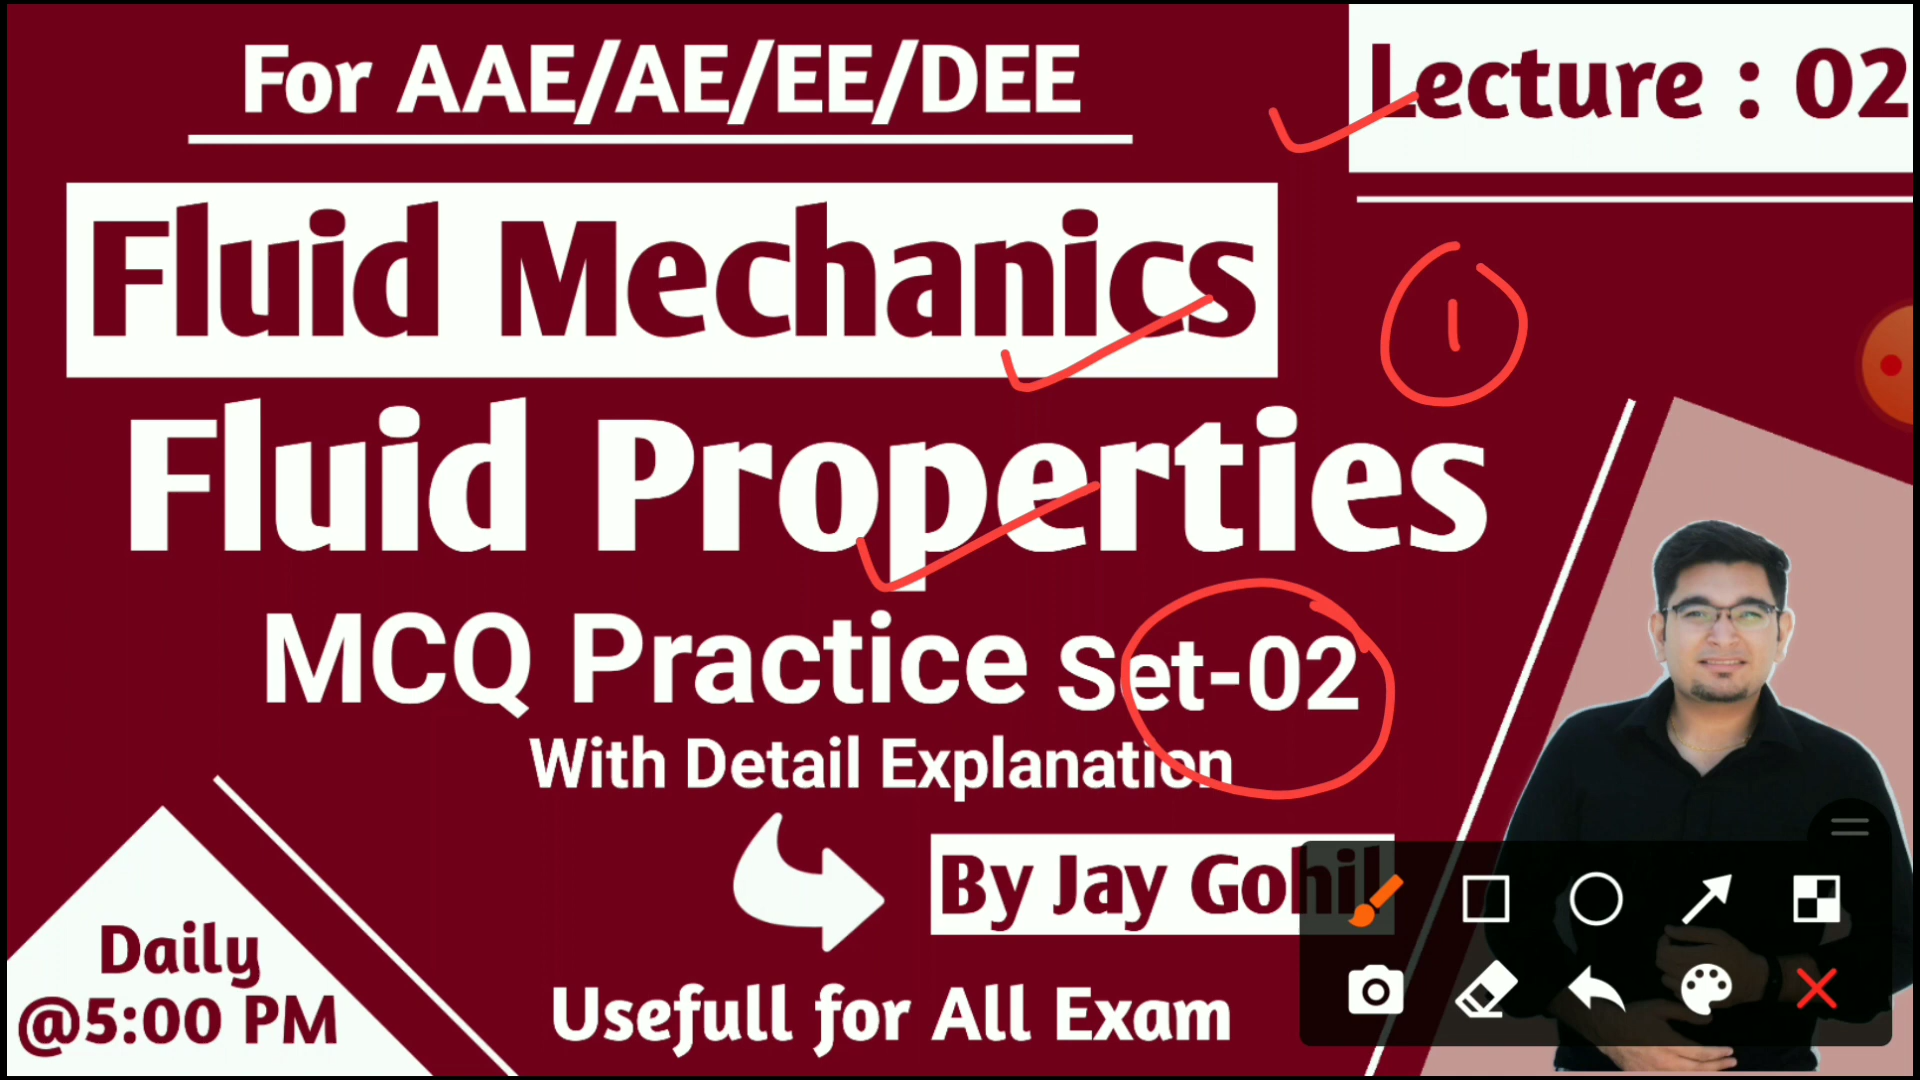 For AAE/AE/EE/DEE
Lecture : 02
Fluid Mechanics
1
Fluid Properties
MCQ Practice Set-02
With Detail Explanation
By Jay Gohil
Daily
@5:00 PM
Usefull for All Exam